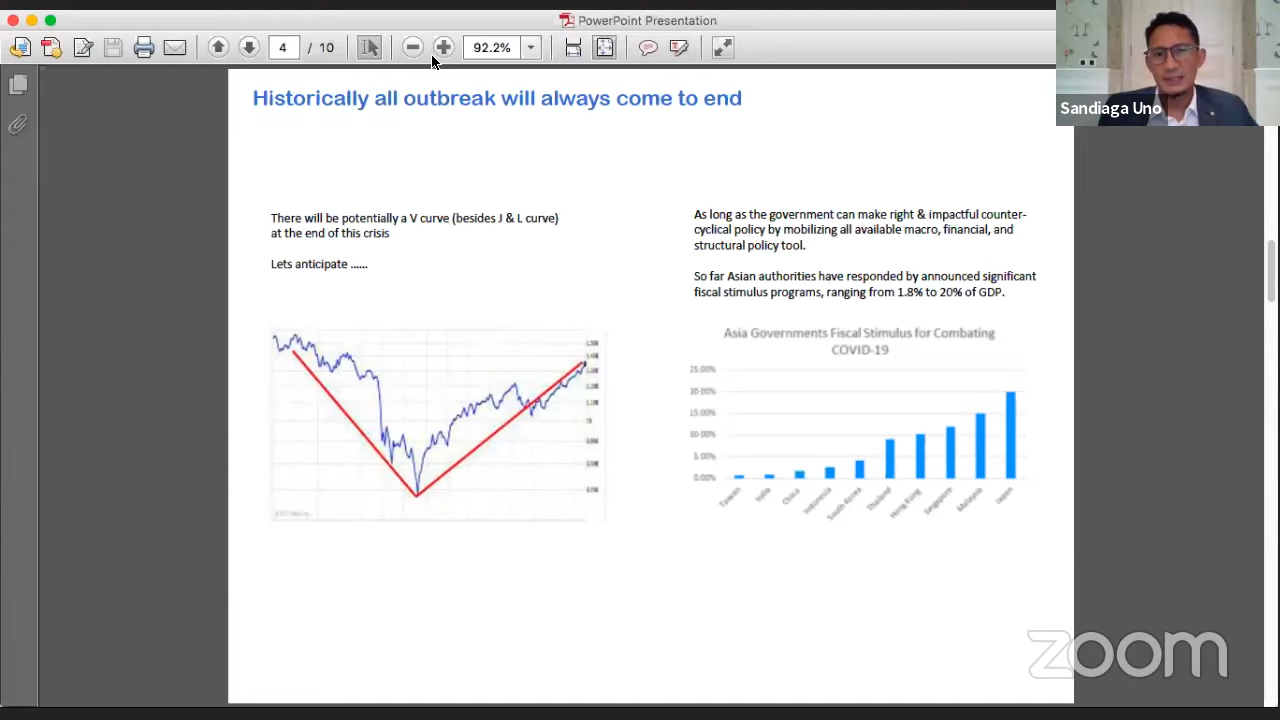 PowerPoint Presentation
4 / 10
92.2%
Sandiaga Uno
Historically all outbreak will always come to end
There will be potentially a V curve (besides J & L curve)
at the end of this crisis
Lets anticipate ......
As long as the government can make right & impactful counter-
cyclical policy by mobilizing all available macro, financial, and
structural policy tool.
So far Asian authorities have responded by announced significant
fiscal stimulus programs, ranging from 1.8% to 20% of GDP.
Asia Governments Fiscal Stimulus for Combating
COVID-19
25.00%
20.00%
15.00%
10.00%
5.00%
0.00%
Taiwan
India
China
Indonesia
South Korea
Thailand
Hong Kong
Singapore
Malaysia
Japan
zoom